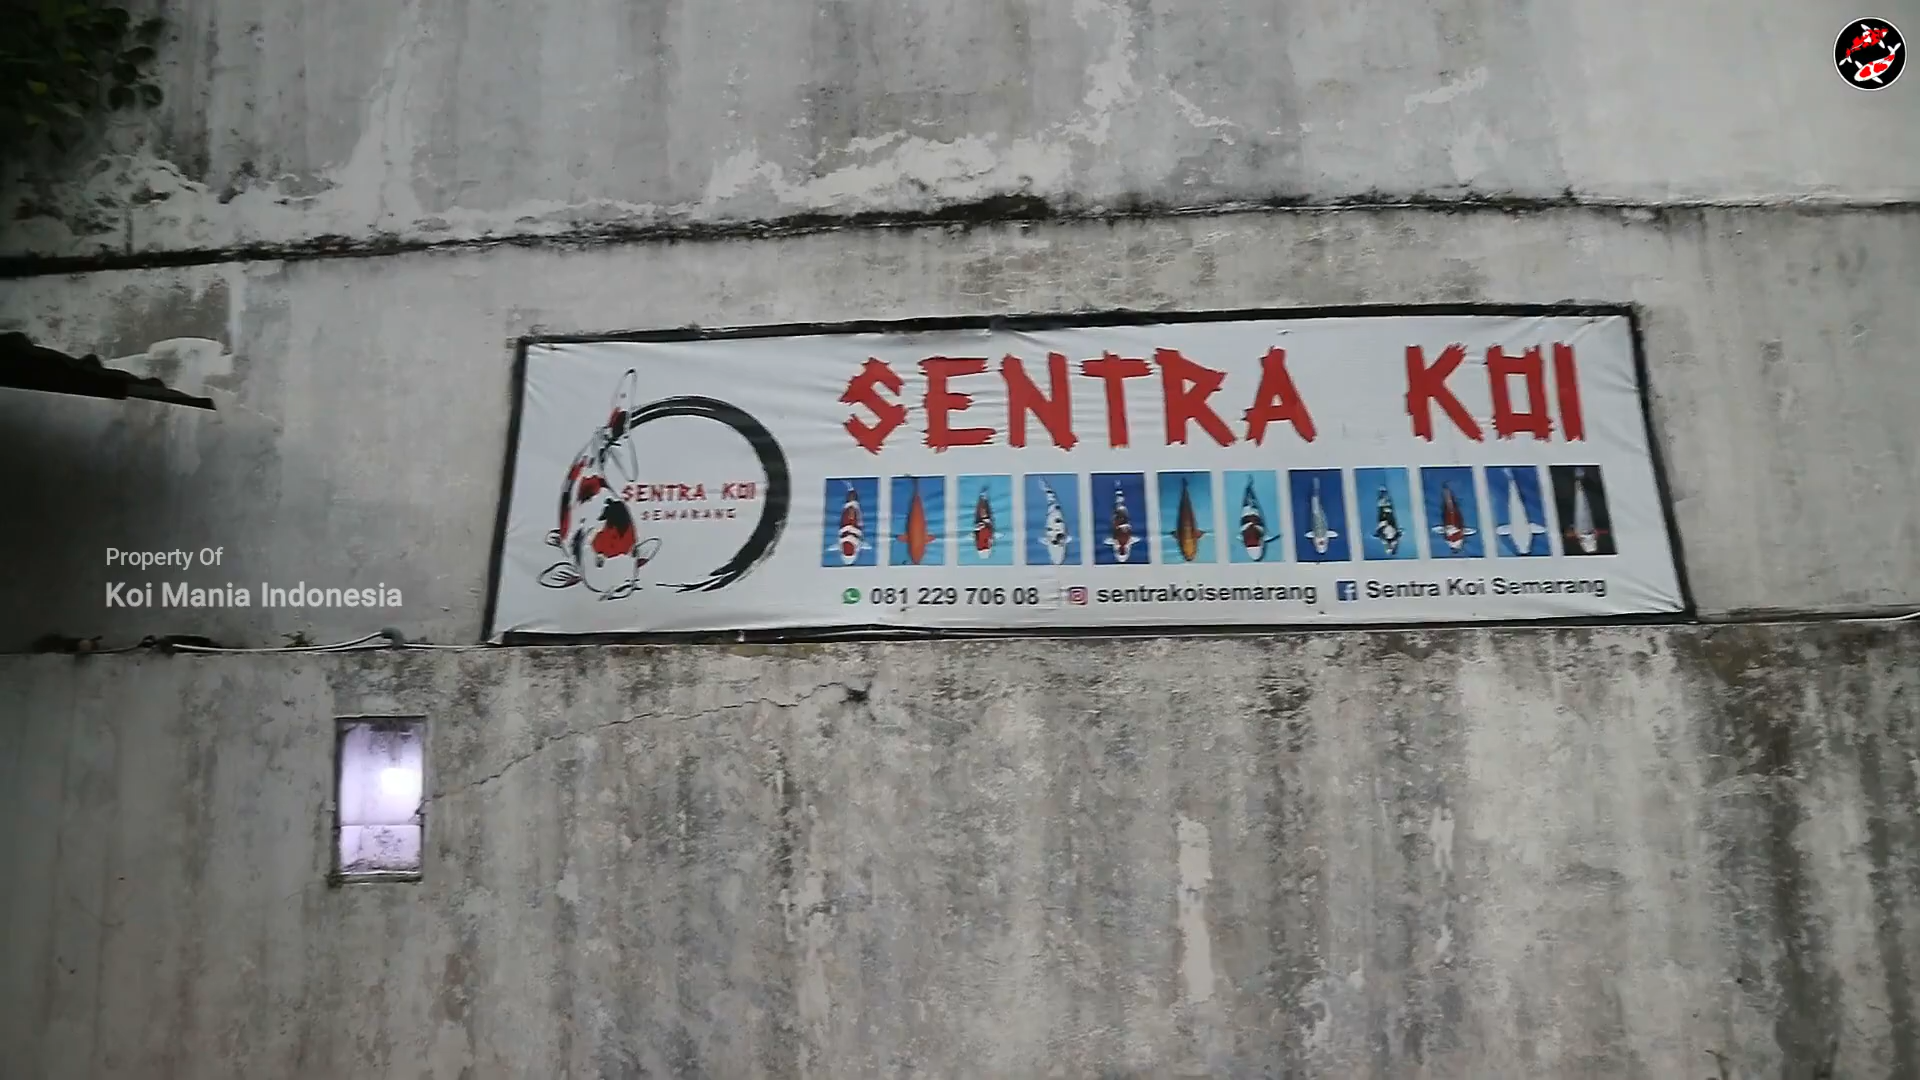 SENTRA KOI
SENTRA KOI
SEMARANG
081 229 706 08 sentrakoisemarang Sentra Koi Semarang
Property Of
Koi Mania Indonesia